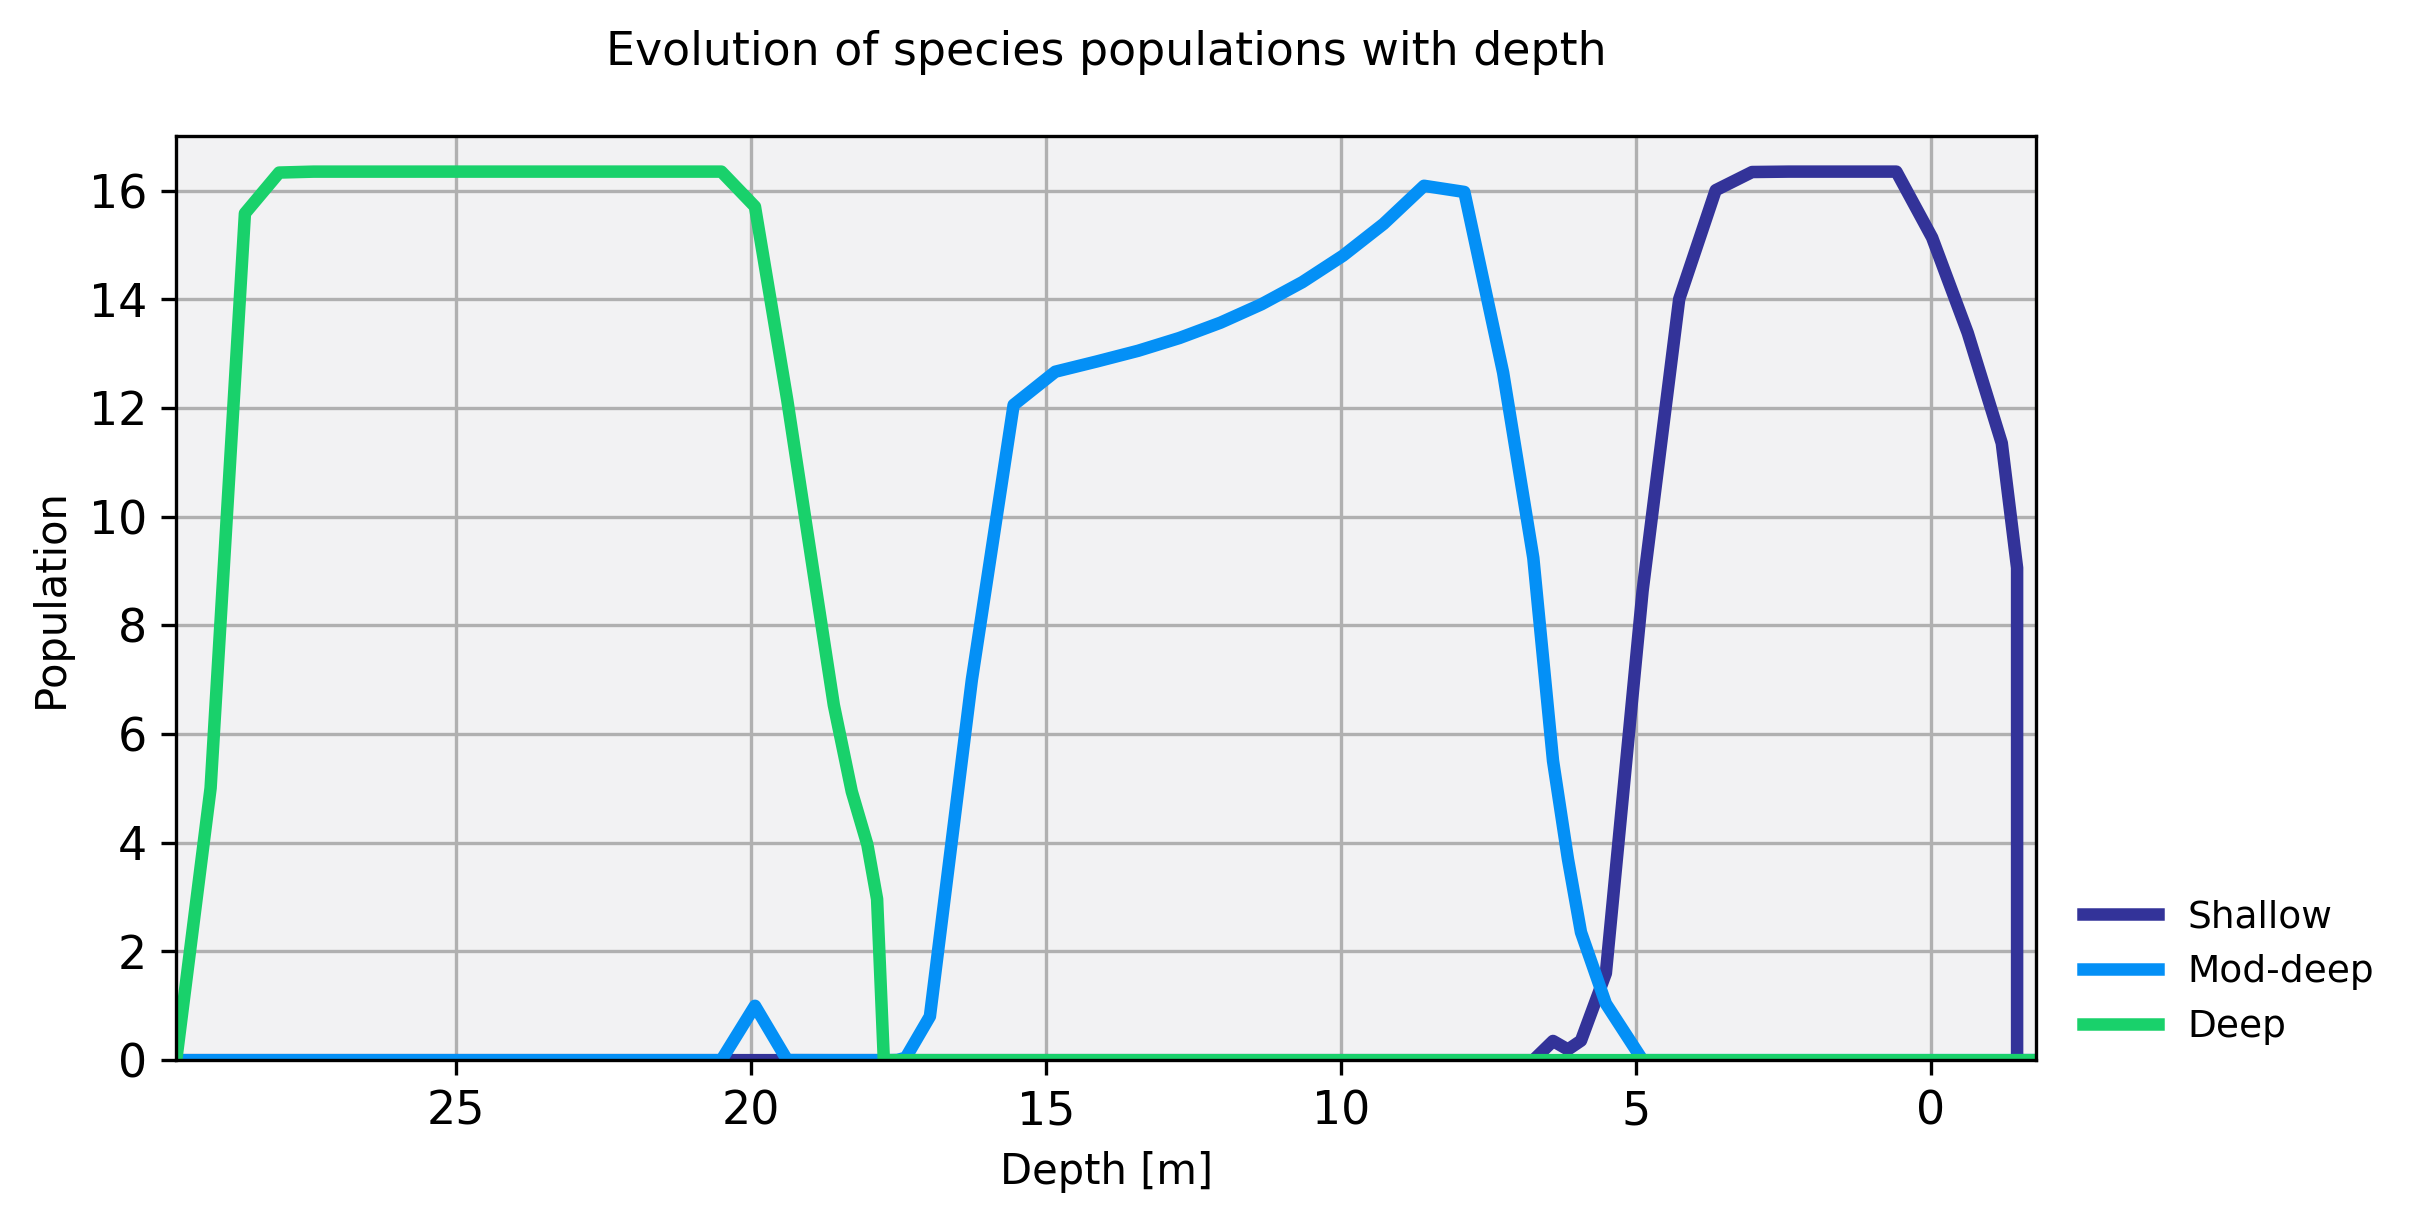 Evolution of species populations with depth
16
14
12
10
8
6
4
2
0
Population
25 20 15 10 5 0
Depth [m]
Shallow
Mod-deep
Deep